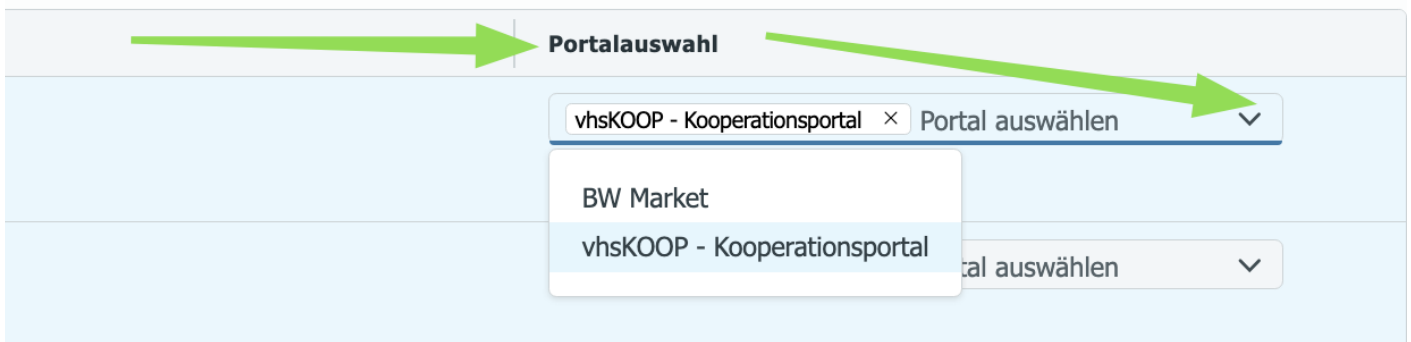 Portalauswahl
vhsKOOP - Kooperationsportal × Portal auswählen
BW Market
vhsKOOP - Kooperationsportal
tal auswählen